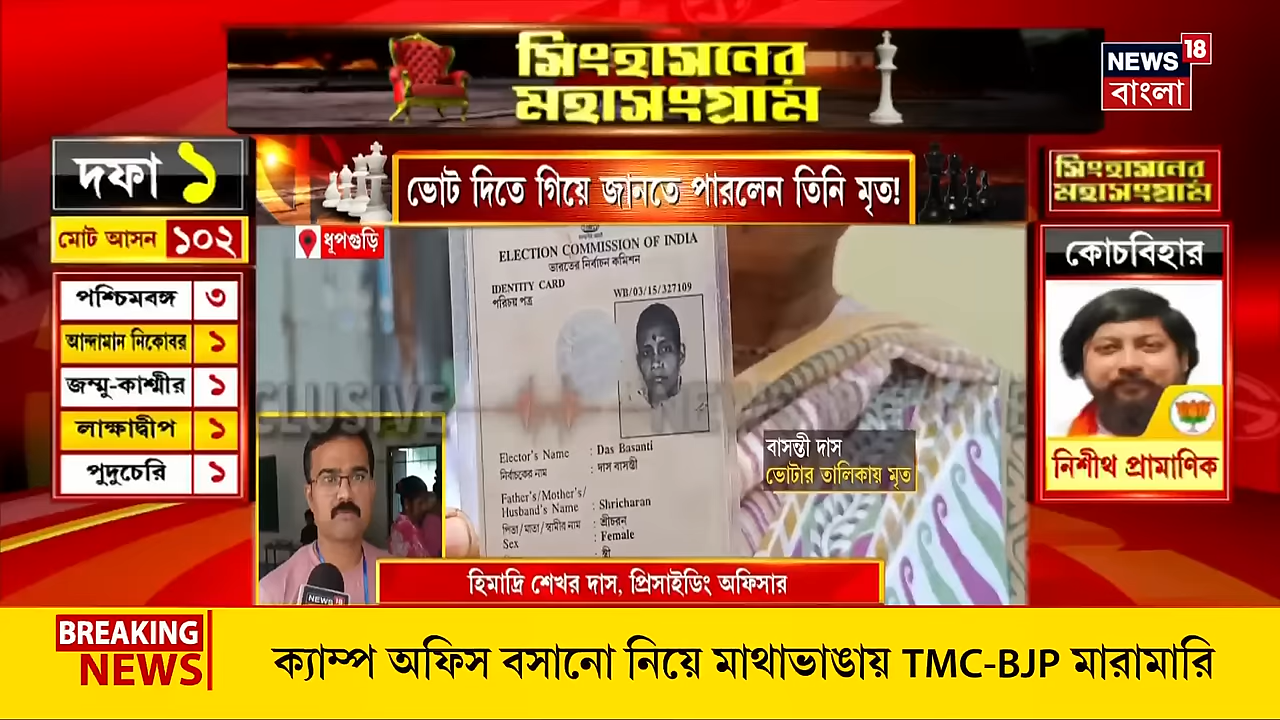 সিংহাসনের
মহাসংগ্রাম
NEWS 18
বাংলা
দফা ১
মোট আসন ১০২
পশ্চিমবঙ্গ ৩
আন্দামান নিকোবর ১
জম্মু-কাশ্মীর ১
লাক্ষাদ্বীপ ১
পুদুচেরি ১
ভোট দিতে গিয়ে জানতে পারলেন তিনি মৃত!
ধূপগুড়ি
ELECTION COMMISSION OF INDIA
ভারতের নির্বাচন কমিশন
IDENTITY CARD
পরিচয় পত্র
WB/03/15/327109
Elector's Name : Das Basanti
নির্বাচকের নাম : দাস বাসন্তী
Father's/Mother's/
Husband's Name : Shricharan
পিতা/মাতা/স্বামীর নাম : শ্রীচরন
Sex : Female
: স্ত্রী
CLUSIVE
বাসন্তী দাস
ভোটার তালিকায় মৃত
NEWS 18
হিমাদ্রি শেখর দাস, প্রিসাইডিং অফিসার
সিংহাসনের
মহাসংগ্রাম
কোচবিহার
নিশীথ প্রামাণিক
BREAKING
NEWS
ক্যাম্প অফিস বসানো নিয়ে মাথাভাঙায় TMC-BJP মারামারি